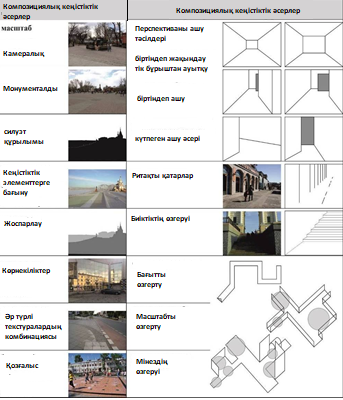 Композициялық кеңістіктік
әсерлер
Композициялық кеңістіктік әсерлер
масштаб
Камералық
Монументалды
силуэт
құрылымы
Кеңістіктік
элементтерге
бағыну
Жоспарлау
Көрнекіліктер
Әр түрлі
текстуралардың
комбинациясы
Қозғалыс
Перспективаны ашу
тәсілдері
біртіндеп жақындау
тік бұрыштан ауытқу
біртіндеп ашу
күтпеген ашу әсері
Ритақты қатарлар
Биіктіктің өзгеруі
Бағытты
өзгерту
Масштабты
өзгерту
Мінездің
өзгеруі